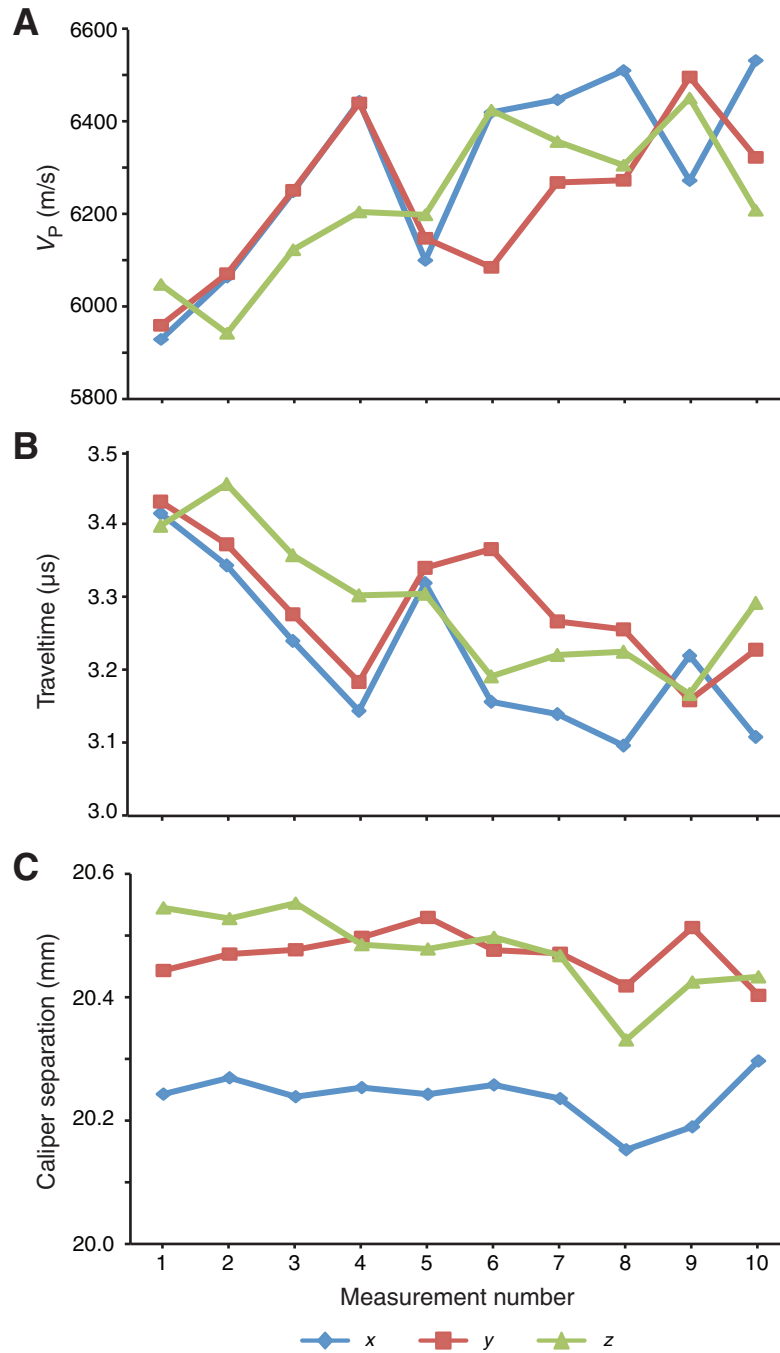 A
6600
6400
6200
6000
5800
VP (m/s)
B
3.5
3.4
3.3
3.2
3.1
3.0
Traveltime (µs)
C
20.6
20.4
20.2
20.0
Caliper separation (mm)
1 2 3 4 5 6 7 8 9 10
Measurement number
x y z